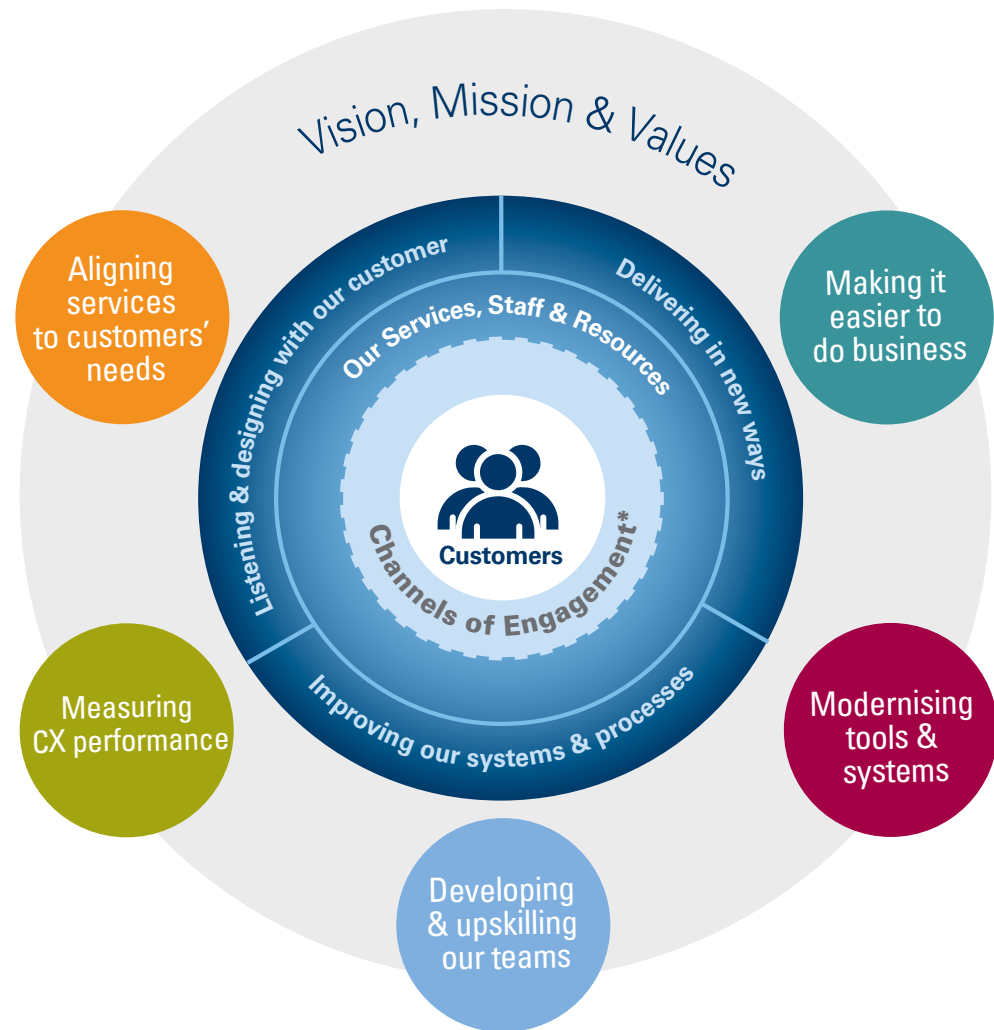 Vision, Mission & Values
Aligning
services
to customers’
needs
Making it
easier to
do business
Listening & designing with our customer
Delivering in new ways
Our Services, Staff & Resources
Customers
Channels of Engagement*
Improving our systems & processes
Measuring
CX performance
Modernising
tools &
systems
Developing
& upskilling
our teams